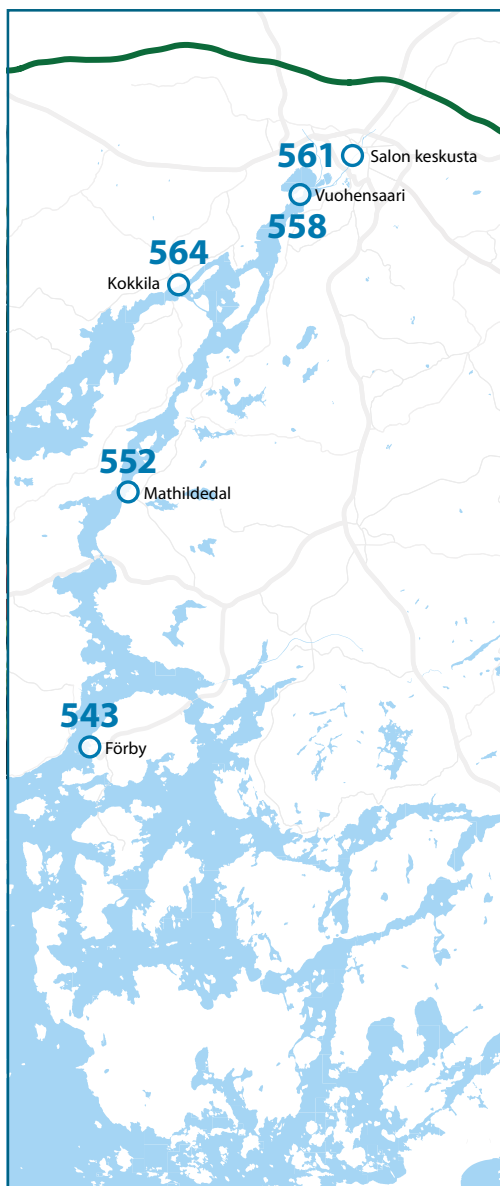 561
Salon keskusta
Vuohensaari
558
564
Kokkila
552
Mathildedal
543
Förby